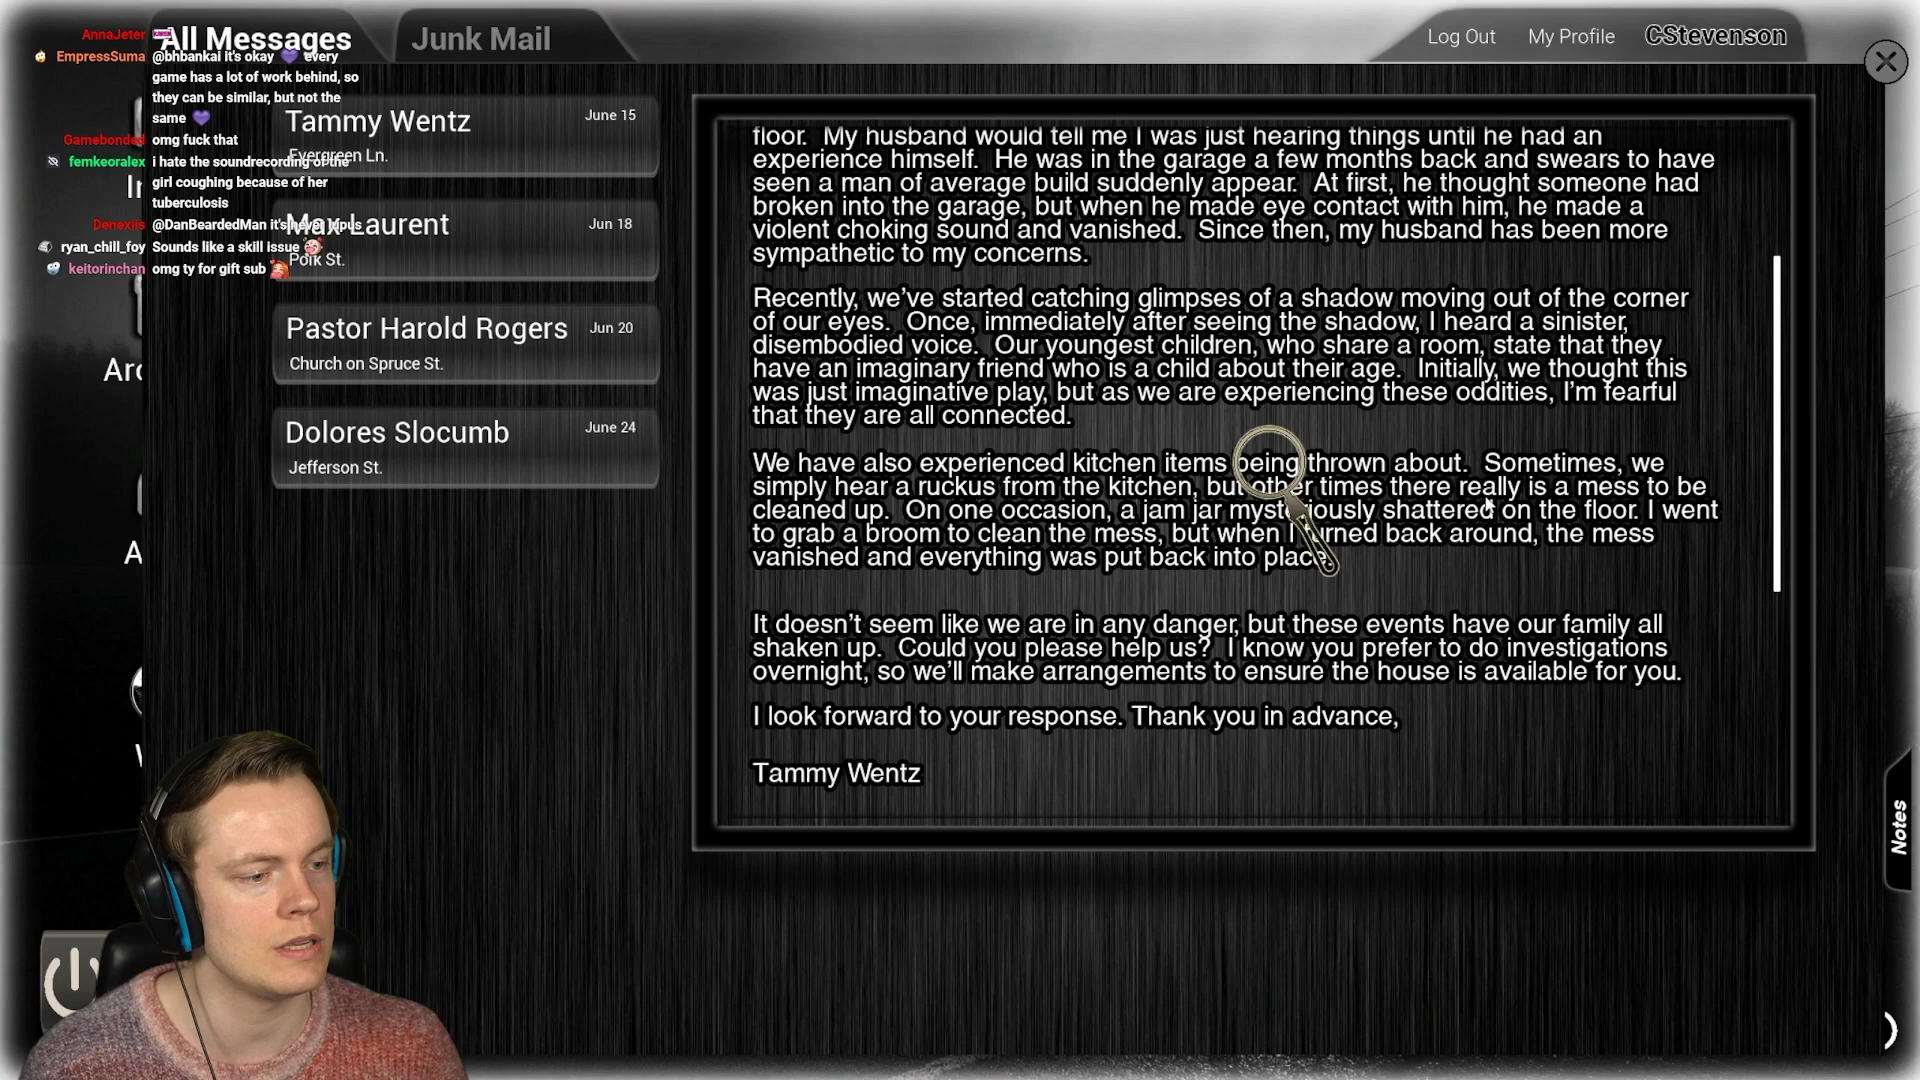 All Messages
Junk Mail
Log Out
My Profile
CStevenson
AnnaJeter
EmpressSuma @bhbankai it's okay every
game has a lot of work behind, so
they can be similar, but not the
same
Gamebonded omg fuck that
femkeoralex i hate the soundrecording of the
girl coughing because of her
tuberculosis
Denexiis @DanBeardedMan it's never lupus
ryan_chill_foy Sounds like a skill issue
keitorinchan omg ty for gift sub
Tammy Wentz
June 15
Evergreen Ln.
Max Laurent
Jun 18
Polk St.
Pastor Harold Rogers
Jun 20
Church on Spruce St.
Dolores Slocumb
June 24
Jefferson St.
floor. My husband would tell me I was just hearing things until he had an
experience himself. He was in the garage a few months back and swears to have
seen a man of average build suddenly appear. At first, he thought someone had
broken into the garage, but when he made eye contact with him, he made a
violent choking sound and vanished. Since then, my husband has been more
sympathetic to my concerns.
Recently, we've started catching glimpses of a shadow moving out of the corner
of our eyes. Once, immediately after seeing the shadow, I heard a sinister,
disembodied voice. Our youngest children, who share a room, state that they
have an imaginary friend who is a child about their age. Initially, we thought this
was just imaginative play, but as we are experiencing these oddities, I'm fearful
that they are all connected.
We have also experienced kitchen items being thrown about. Sometimes, we
simply hear a ruckus from the kitchen, but other times there really is a mess to be
cleaned up. On one occasion, a jam jar mysteriously shattered on the floor. I went
to grab a broom to clean the mess, but when I turned back around, the mess
vanished and everything was put back into place.
It doesn't seem like we are in any danger, but these events have our family all
shaken up. Could you please help us? I know you prefer to do investigations
overnight, so we'll make arrangements to ensure the house is available for you.
I look forward to your response. Thank you in advance,
Tammy Wentz
Notes